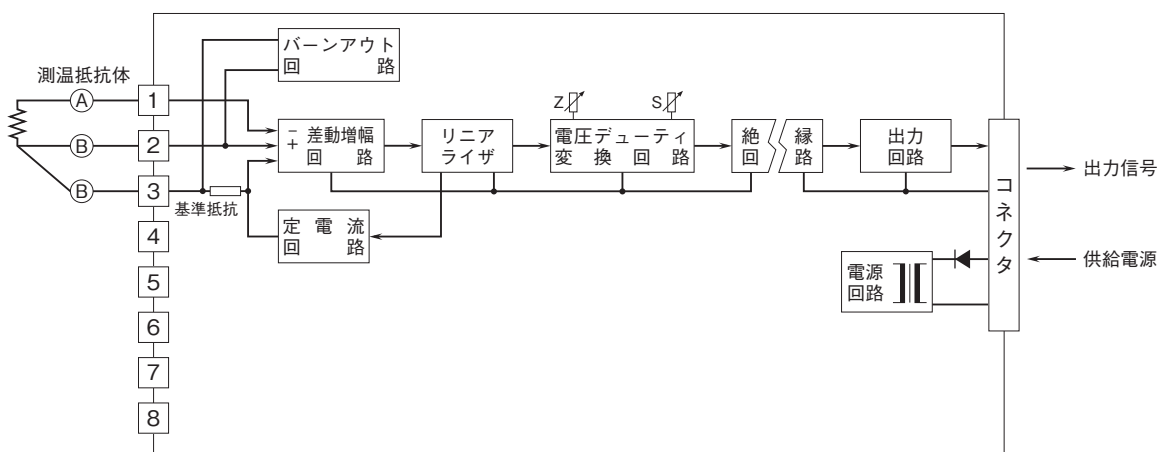 バーンアウト
回路
測温抵抗体
A
1
B
2
B
3
基準抵抗
4
5
6
7
8
−
+
差動増幅
回路
リニア
ライザ
Z
S
電圧デューティ
変換回路
絶縁
回路
出力
回路
定電流
回路
電源
回路
コネクタ
出力信号
供給電源